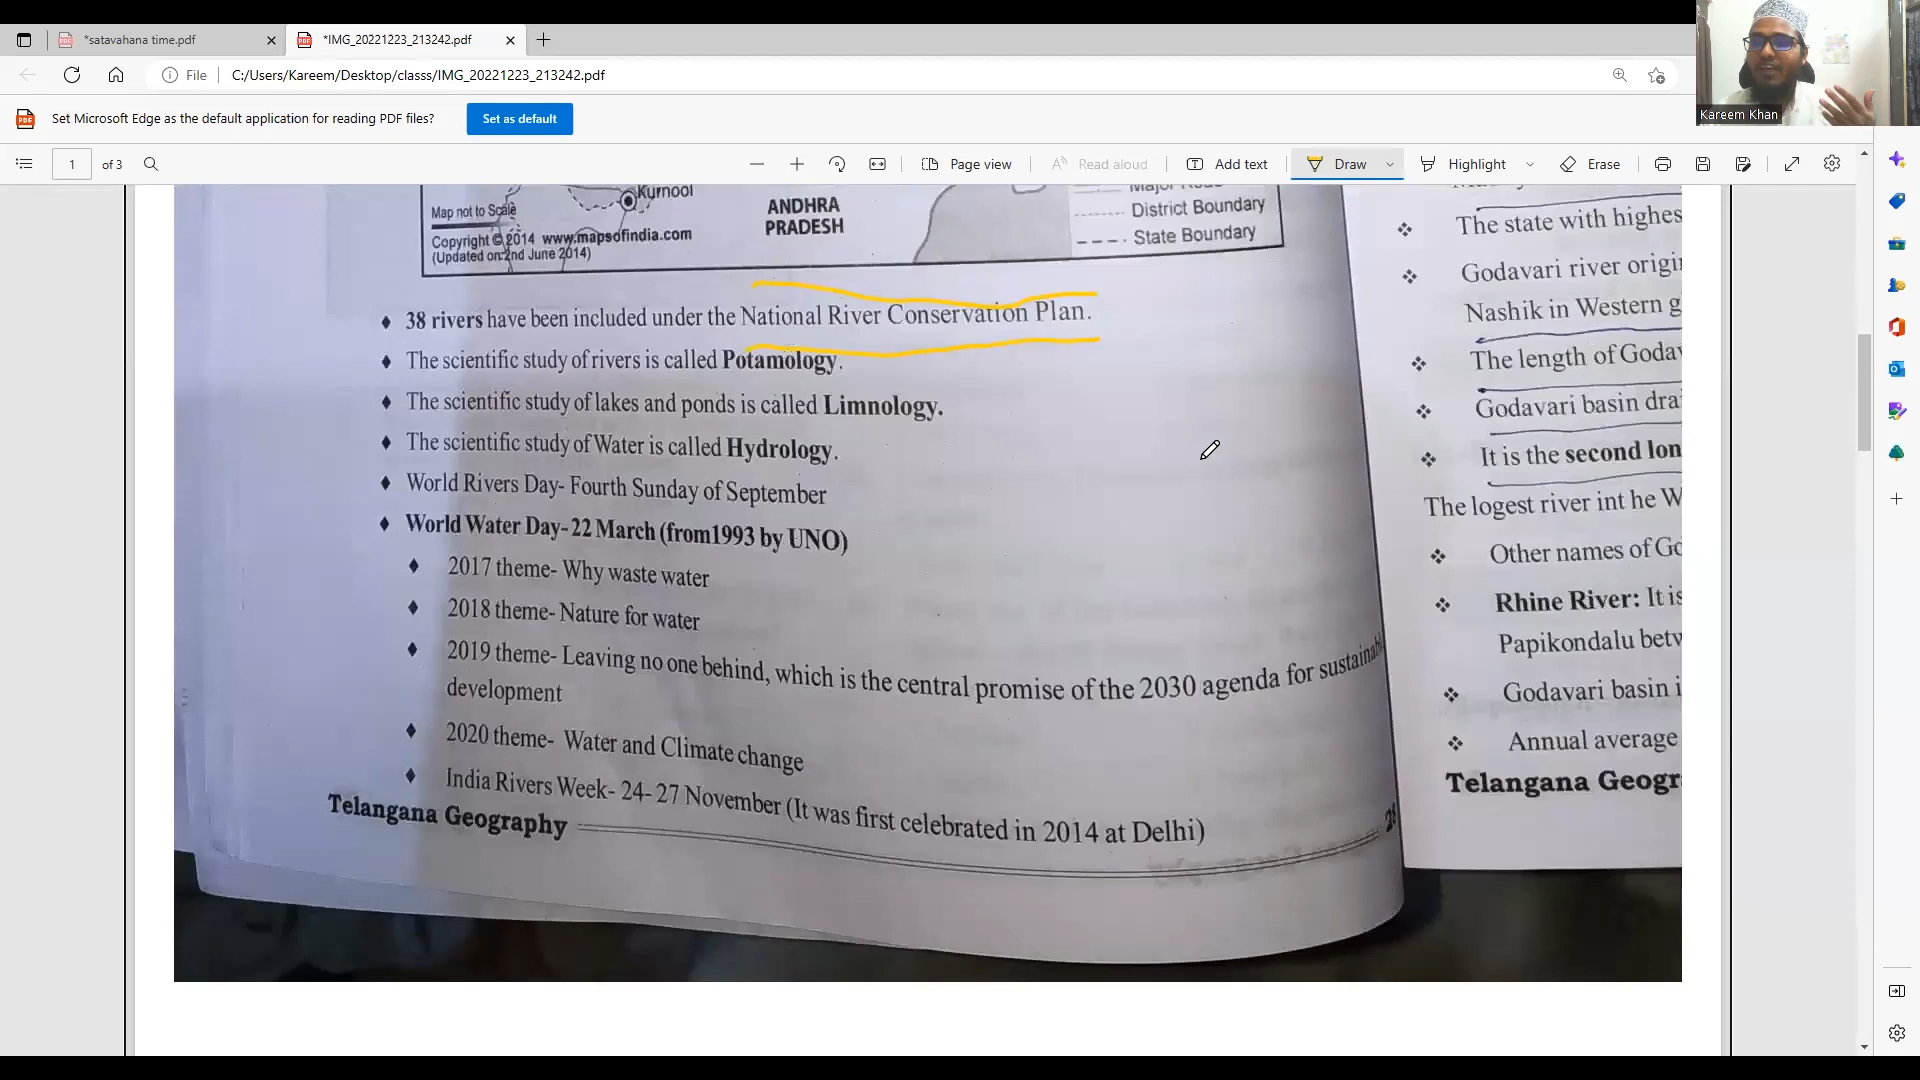 *satavahana time.pdf
*IMG_20221223_213242.pdf
File
C:/Users/Kareem/Desktop/classs/IMG_20221223_213242.pdf
Set Microsoft Edge as the default application for reading PDF files?
Set as default
Kareem Khan
1 of 3
Page view
Read aloud
Add text
Draw
Highlight
Erase
Kurnool
Map not to Scale
ANDHRA
PRADESH
Major
District Boundary
State Boundary
Copyright © 2014 www.mapsofindia.com
(Updated on 2nd June 2014)
♦ 38 rivers have been included under the National River Conservation Plan.
♦ The scientific study of rivers is called Potamology.
♦ The scientific study of lakes and ponds is called Limnology.
♦ The scientific study of Water is called Hydrology.
♦ World Rivers Day- Fourth Sunday of September
♦ World Water Day- 22 March (from1993 by UNO)
♦ 2017 theme- Why waste water
♦ 2018 theme- Nature for water
♦ 2019 theme- Leaving no one behind, which is the central promise of the 2030 agenda for sustainab
development
♦ 2020 theme- Water and Climate change
♦ India Rivers Week- 24- 27 November (It was first celebrated in 2014 at Delhi)
Telangana Geography
The state with highes
Godavari river origi
Nashik in Western g
The length of Goda
Godavari basin dra
It is the second lon
The logest river int he W
Other names of Go
Rhine River: It is
Papikondalu betw
Godavari basin i
Annual average
Telangana Geogr